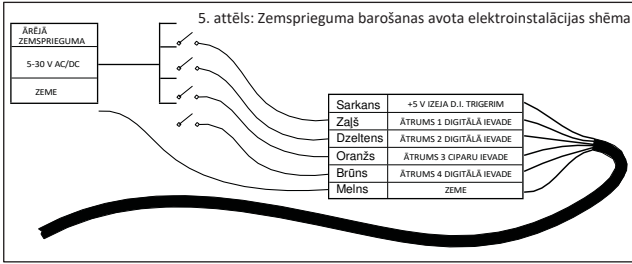 5. attēls: Zemsprieguma barošanas avota elektroinstalācijas shēma
ĀRĒJĀ
ZEMSPRIEGUMA
5-30 V AC/DC
ZEME
Sarkans +5 V IZEJA D.I. TRIGERIM
Zaļš ĀTRUMS 1 DIGITĀLĀ IEVADE
Dzeltens ĀTRUMS 2 DIGITĀLĀ IEVADE
Oranžs ĀTRUMS 3 CIPARU IEVADE
Brūns ĀTRUMS 4 DIGITĀLĀ IEVADE
Melns ZEME